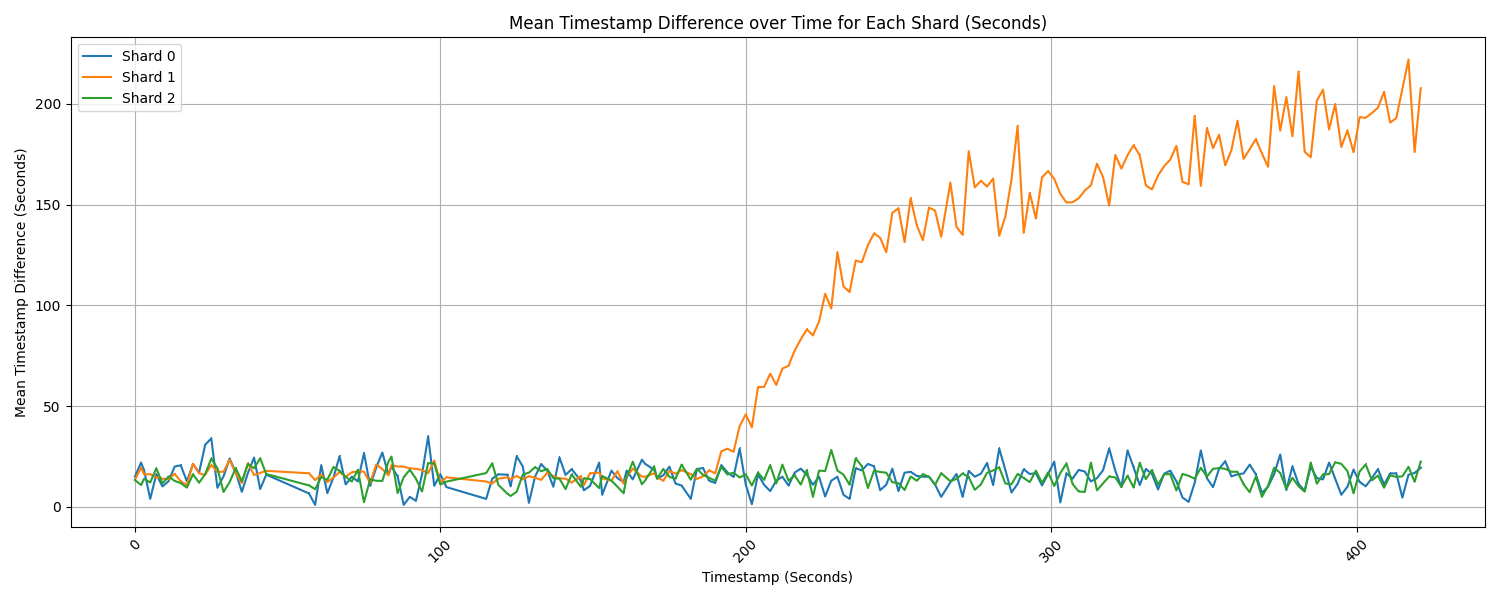 Mean Timestamp Difference over Time for Each Shard (Seconds)
Shard 0
Shard 1
Shard 2
Mean Timestamp Difference (Seconds)
200
150
100
50
0
0
100
200
300
400
Timestamp (Seconds)